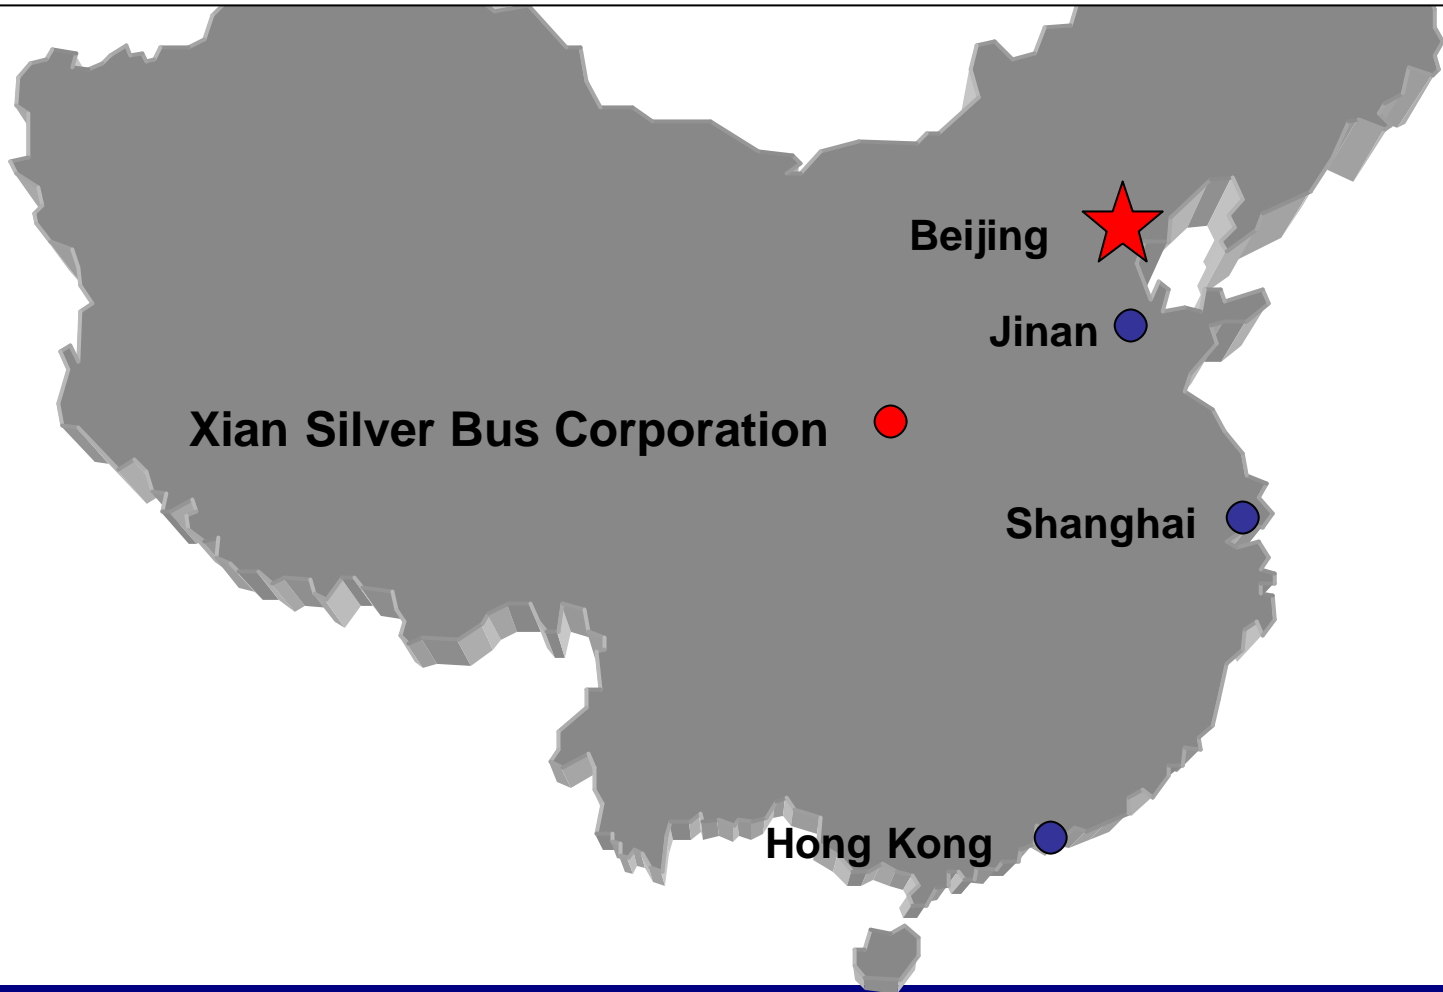 Beijing
Jinan
Xian Silver Bus Corporation
Shanghai
Hong Kong